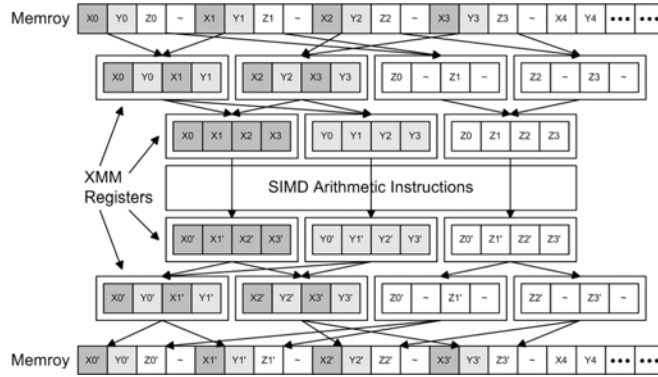 Memroy X0 Y0 Z0 ~ X1 Y1 Z1 ~ X2 Y2 Z2 ~ X3 Y3 Z3 ~ X4 Y4 ••• •••
X0 Y0 X1 Y1 X2 Y2 X3 Y3 Z0 ~ Z1 ~ Z2 ~ Z3 ~
X0 X1 X2 X3 Y0 Y1 Y2 Y3 Z0 Z1 Z2 Z3
XMM
Registers
SIMD Arithmetic Instructions
X0' X1' X2' X3' Y0' Y1' Y2' Y3' Z0' Z1' Z2' Z3'
X0' Y0' X1' Y1' X2' Y2' X3' Y3' Z0' ~ Z1' ~ Z2' ~ Z3' ~
Memroy X0' Y0' Z0' ~ X1' Y1' Z1' ~ X2' Y2' Z2' ~ X3' Y3' Z3' ~ X4 Y4 ••• •••